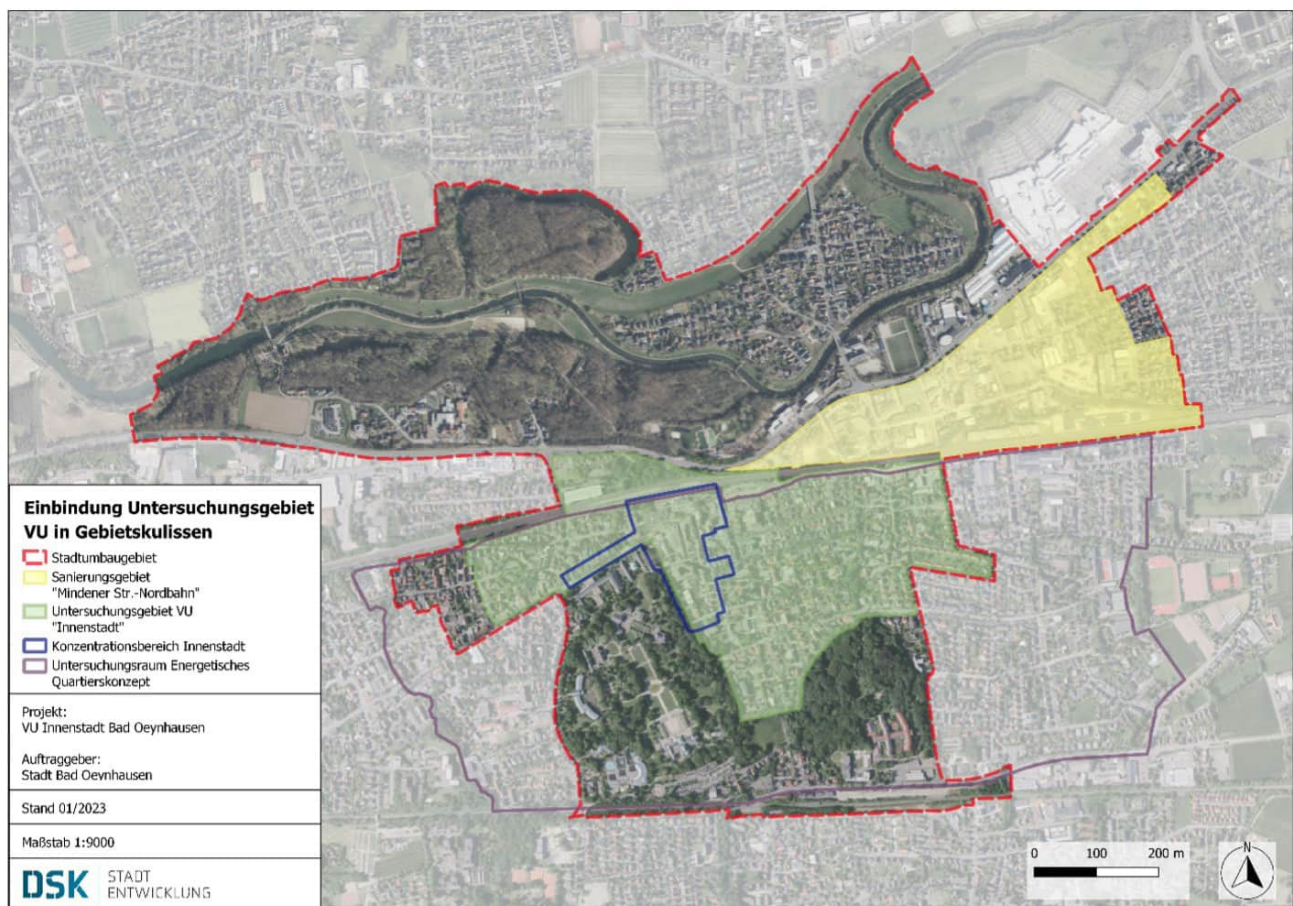 Einbindung Untersuchungsgebiet
VU in Gebietskulissen
Stadtumbaugebiet
Sanierungsgebiet
"Mindener Str.-Nordbahn"
Untersuchungsgebiet VU
"Innenstadt"
Konzentrationsbereich Innenstadt
Untersuchungsraum Energetisches
Quartierskonzept
Projekt:
VU Innenstadt Bad Oeynhausen
Auftraggeber:
Stadt Bad Oeynhausen
Stand 01/2023
Maßstab 1:9000
DSK STADT
ENTWICKLUNG
0 100 200 m
N